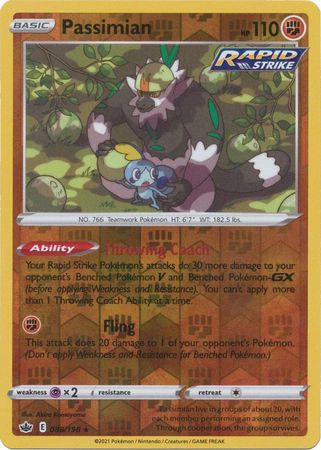 BASIC Passimian HP 110
RAPID
STRIKE
NO. 766 Teamwork Pokémon HT: 6'7" WT: 182.5 lbs.
Ability Throwing Coach
Your Rapid Strike Pokémon's attacks do 30 more damage to your
opponent's Benched Pokémon V and Benched Pokémon-GX
(before applying Weakness and Resistance). You can't apply more
than 1 Throwing Coach Ability at a time.
Fling
This attack does 20 damage to 1 of your opponent's Pokémon.
(Don't apply Weakness and Resistance for Benched Pokémon.)
weakness ×2 resistance retreat
Illus. Akira Komayama
E 088/198 ★
Passimian live in groups of about 20, with
each member performing an assigned role.
Through cooperation, the group survives.
©2021 Pokémon / Nintendo / Creatures / GAME FREAK